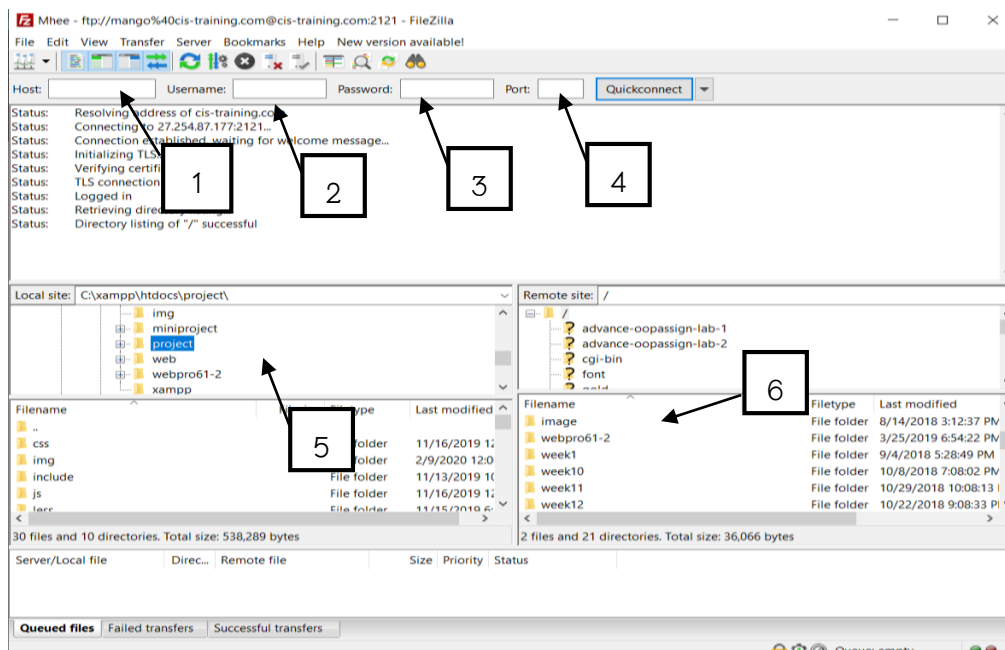 Mhee - ftp://mango%40cis-training.com@cis-training.com:2121 - FileZilla
File Edit View Transfer Server Bookmarks Help New version available!
Host: Username: Password: Port: Quickconnect
Status: Resolving address of cis-training.co
Status: Connecting to 27.254.87.177:2121...
Status: Connection established, waiting for welcome message...
Status: Initializing TLS
Status: Verifying certifi
Status: TLS connection
Status: Logged in
Status: Retrieving direc
Status: Directory listing of "/" successful
1
2
3
4
Local site: C:\xampp\htdocs\project\
img
miniproject
project
web
webpro61-2
xampp
Remote site: /
/
advance-oopassign-lab-1
advance-oopassign-lab-2
cgi-bin
font
gold
5
6
Filename Filetype Last modified
..
css File folder 11/16/2019 12
img File folder 2/9/2020 12:0
include File folder 11/13/2019 10
js File folder 11/16/2019 12
less File folder 11/15/2019 6:
30 files and 10 directories. Total size: 538,289 bytes
Filename Filetype Last modified
image File folder 8/14/2018 3:12:37 PM
webpro61-2 File folder 3/25/2019 6:54:22 PM
week1 File folder 9/4/2018 5:28:49 PM
week10 File folder 10/8/2018 7:08:02 PM
week11 File folder 10/29/2018 10:08:13
week12 File folder 10/22/2018 9:08:33 PM
2 files and 21 directories. Total size: 36,066 bytes
Server/Local file Direc... Remote file Size Priority Status
Queued files Failed transfers Successful transfers
Queue: empty